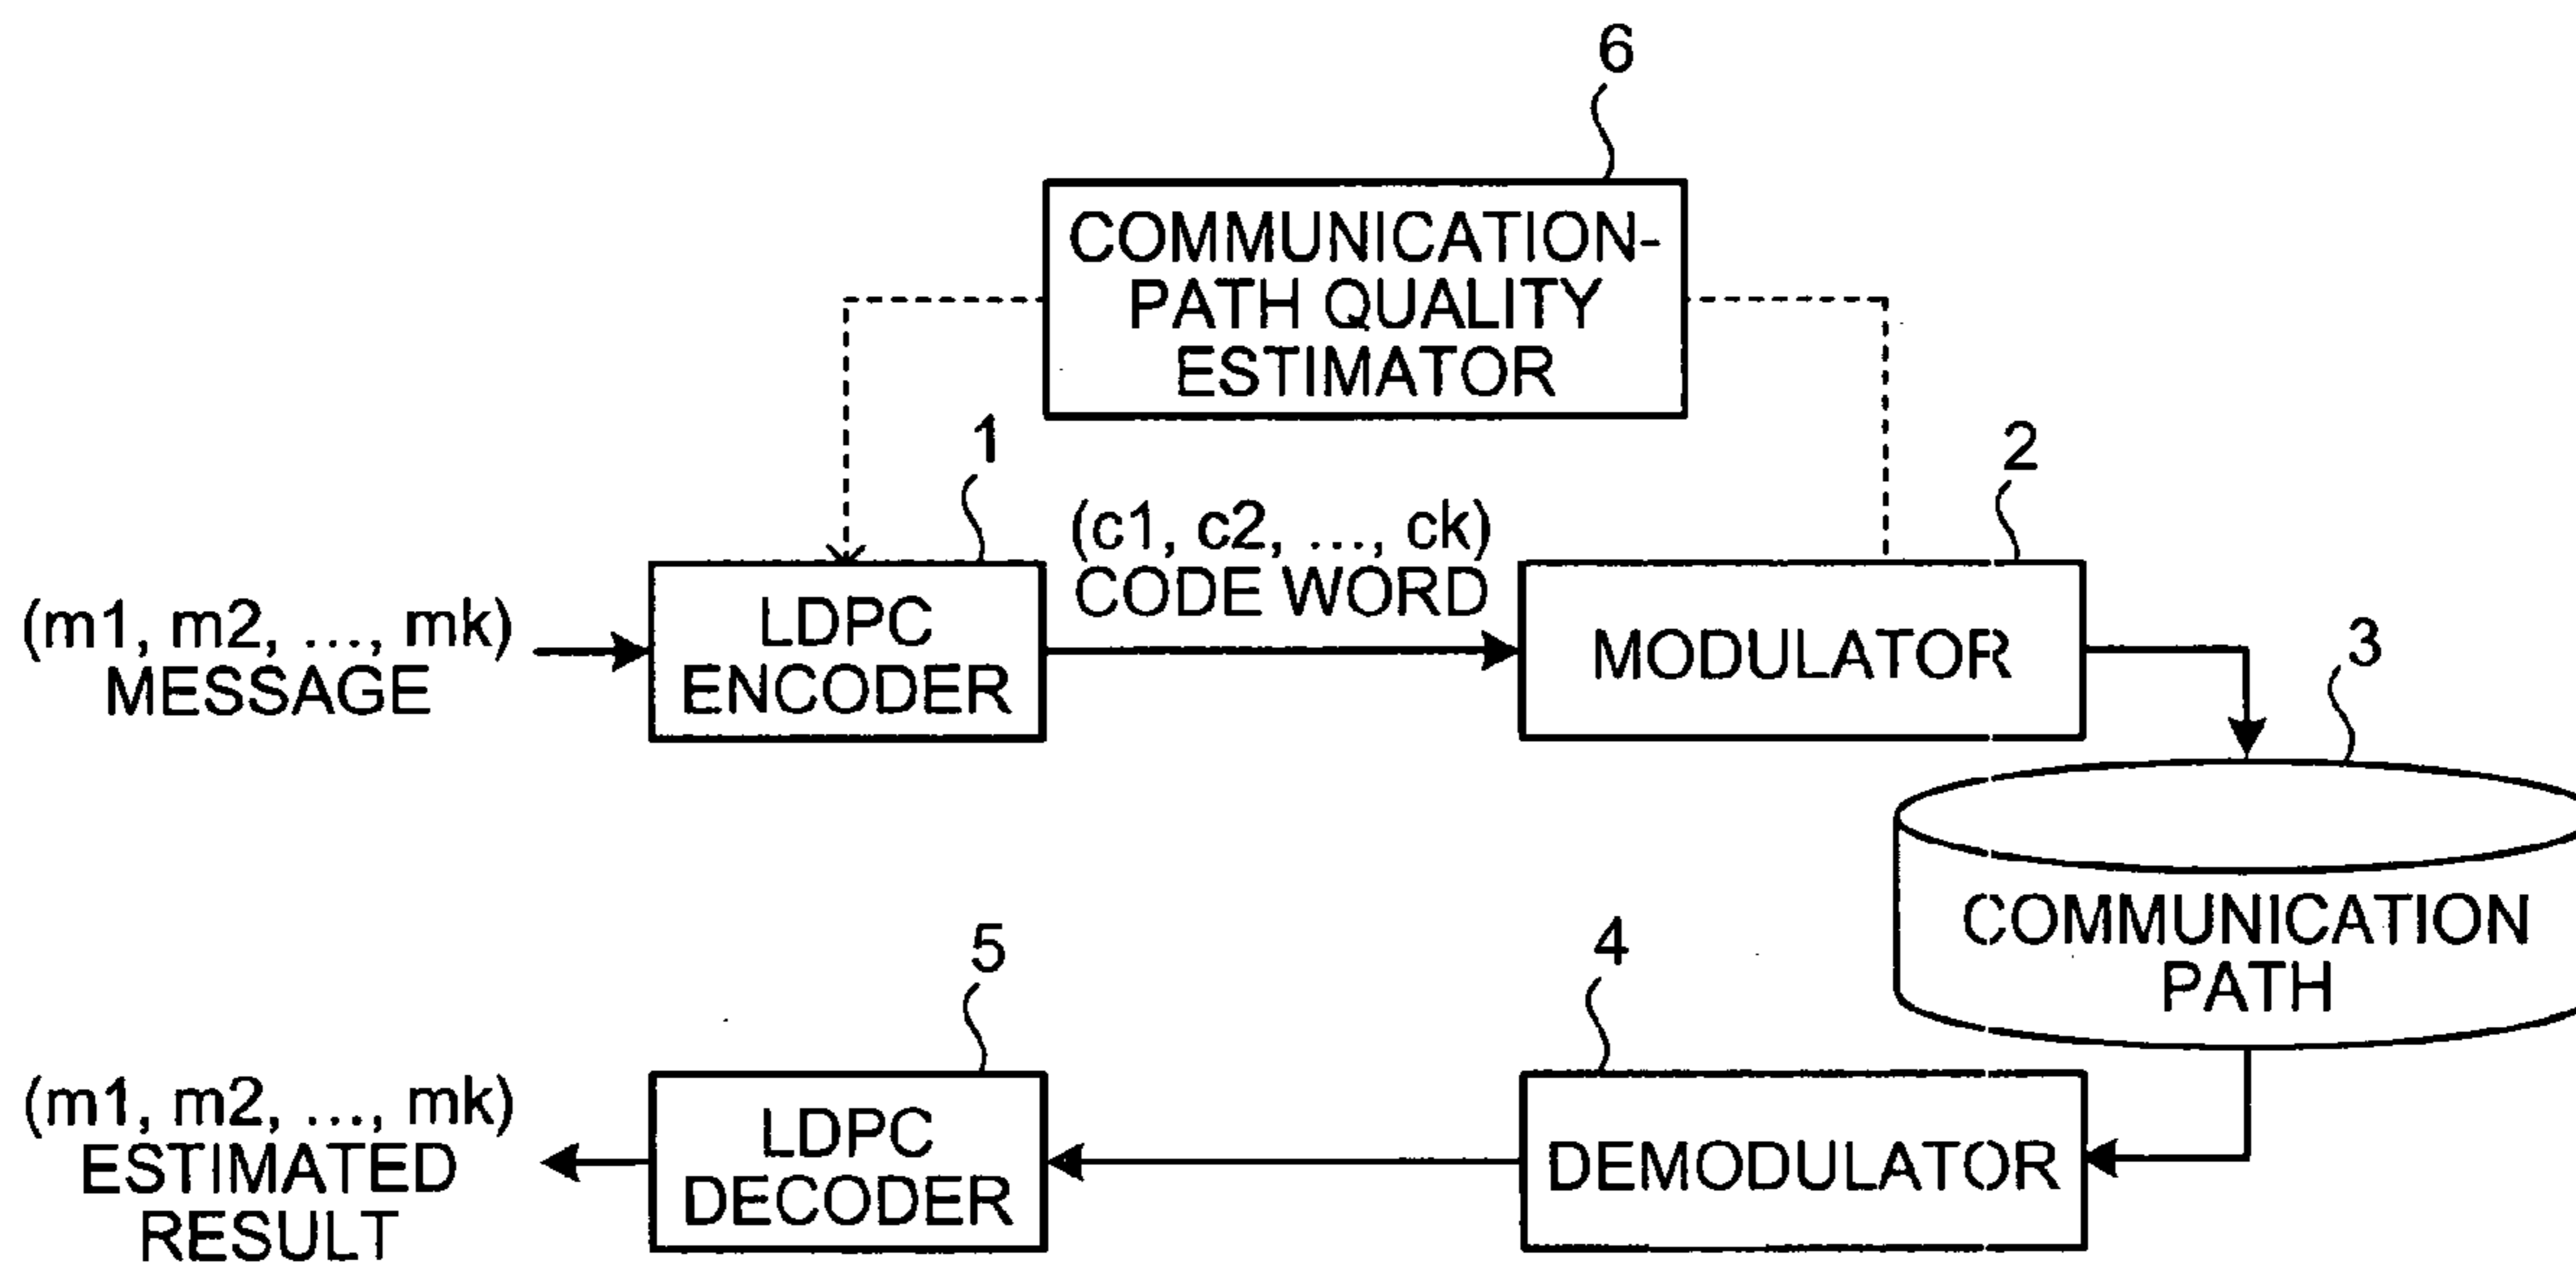 6
COMMUNICATION-
PATH QUALITY
ESTIMATOR
1
2
(c1, c2, ..., ck)
CODE WORD
(m1, m2, ..., mk)
MESSAGE
LDPC
ENCODER
MODULATOR
3
COMMUNICATION
PATH
5
4
(m1, m2, ..., mk)
ESTIMATED
RESULT
LDPC
DECODER
DEMODULATOR